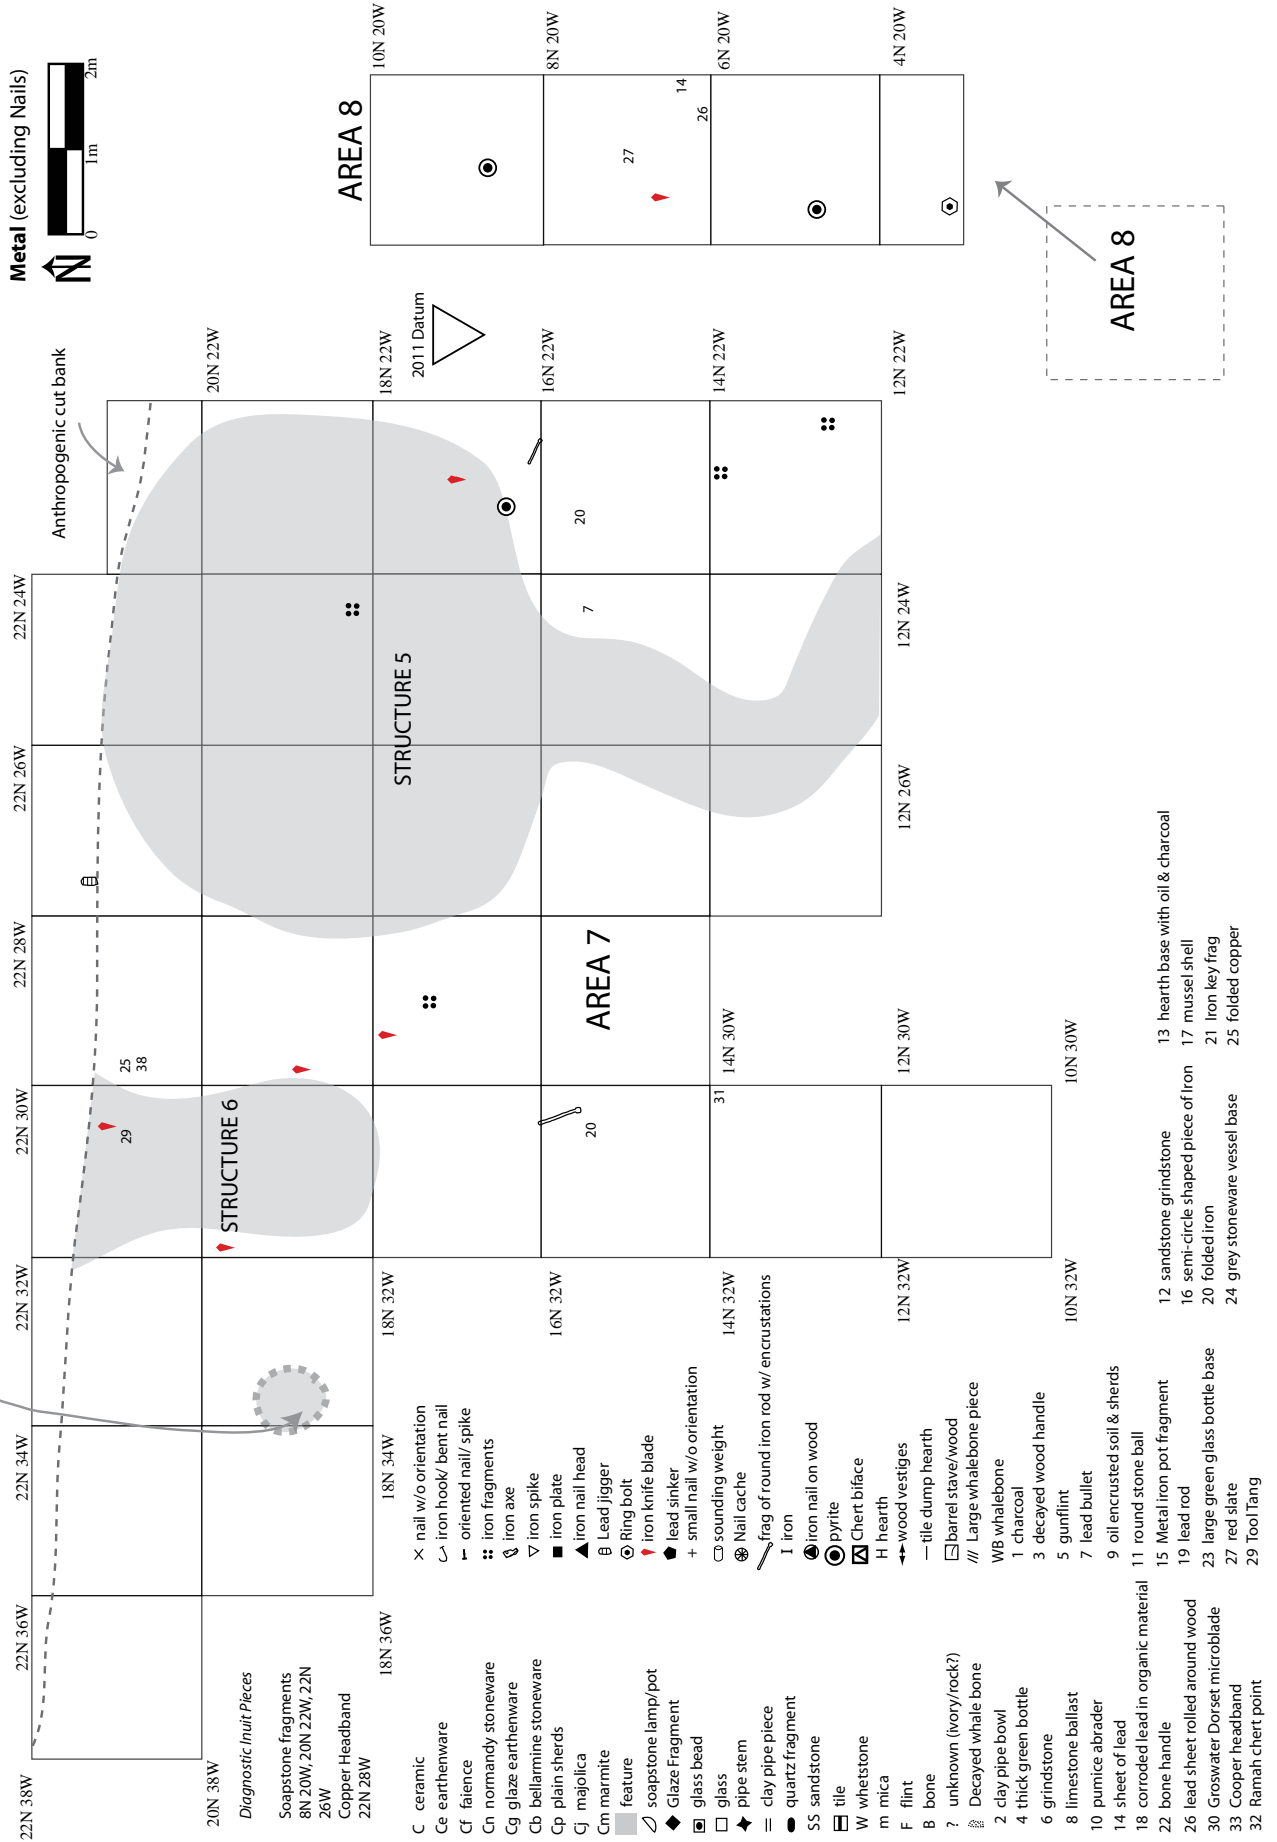 Metal (excluding Nails)
N
0 1m 2m
AREA 8
10N 20W
8N 20W
6N 20W
4N 20W
14
26
27
AREA 8
2011 Datum
Anthropogenic cut bank
20N 22W
18N 22W
16N 22W
14N 22W
12N 22W
22N 24W
22N 26W
22N 28W
22N 30W
22N 32W
22N 34W
22N 36W
22N 38W
12N 24W
12N 26W
14N 30W
12N 30W
10N 30W
18N 32W
16N 32W
14N 32W
12N 32W
10N 32W
18N 34W
18N 36W
20N 38W
STRUCTURE 5
STRUCTURE 6
AREA 7
20
7
25
38
29
20
31
Diagnostic Inuit Pieces
Soapstone fragments
8N 20W, 20N 22W, 22N
26W
Copper Headband
22N 28W
C ceramic
Ce earthenware
Cf faience
Cn normandy stoneware
Cg glaze earthenware
Cb bellarmine stoneware
Cp plain sherds
Cj majolica
Cm marmite
feature
soapstone lamp/pot
Glaze Fragment
glass bead
glass
pipe stem
clay pipe piece
quartz fragment
SS sandstone
tile
W whetstone
m mica
F flint
B bone
? unknown (ivory/rock?)
Decayed whale bone
2 clay pipe bowl
4 thick green bottle
6 grindstone
8 limestone ballast
10 pumice abrader
14 sheet of lead
18 corroded lead in organic material
22 bone handle
26 lead sheet rolled around wood
30 Groswater Dorset microblade
33 Cooper headband
32 Ramah chert point
nail w/o orientation
iron hook/ bent nail
oriented nail/ spike
iron fragments
iron axe
iron spike
iron plate
iron nail head
Lead jigger
Ring bolt
iron knife blade
lead sinker
+ small nail w/o orientation
sounding weight
Nail cache
frag of round iron rod w/ encrustations
I iron
iron nail on wood
pyrite
Chert biface
H hearth
wood vestiges
tile dump hearth
barrel stave/wood
/// Large whalebone piece
WB whalebone
1 charcoal
3 decayed wood handle
5 gunflint
7 lead bullet
9 oil encrusted soil & sherds
11 round stone ball
15 Metal iron pot fragment
19 lead rod
23 large green glass bottle base
27 red slate
29 Tool Tang
12 sandstone grindstone
16 semi-circle shaped piece of Iron
20 folded iron
24 grey stoneware vessel base
13 hearth base with oil & charcoal
17 mussel shell
21 Iron key frag
25 folded copper